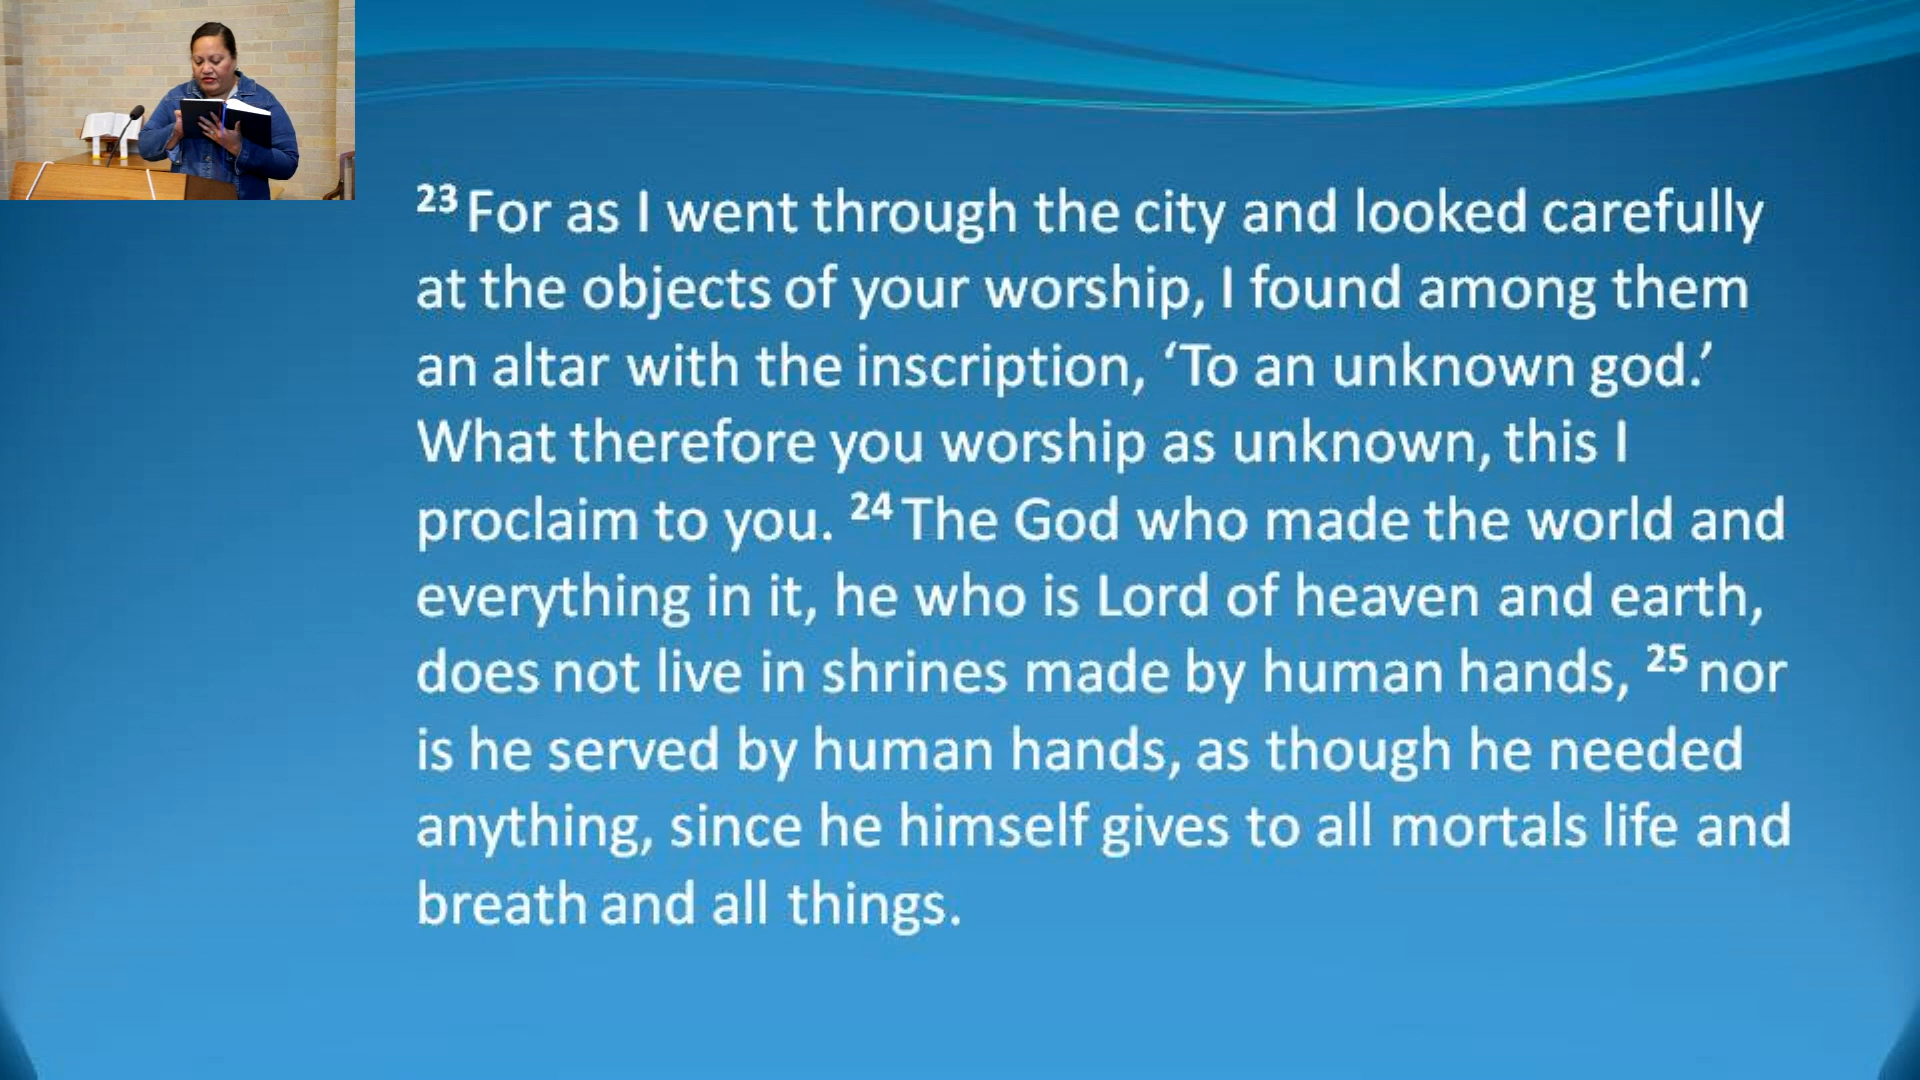 23 For as I went through the city and looked carefully
at the objects of your worship, I found among them
an altar with the inscription, ‘To an unknown god.’
What therefore you worship as unknown, this I
proclaim to you. 24 The God who made the world and
everything in it, he who is Lord of heaven and earth,
does not live in shrines made by human hands, 25 nor
is he served by human hands, as though he needed
anything, since he himself gives to all mortals life and
breath and all things.